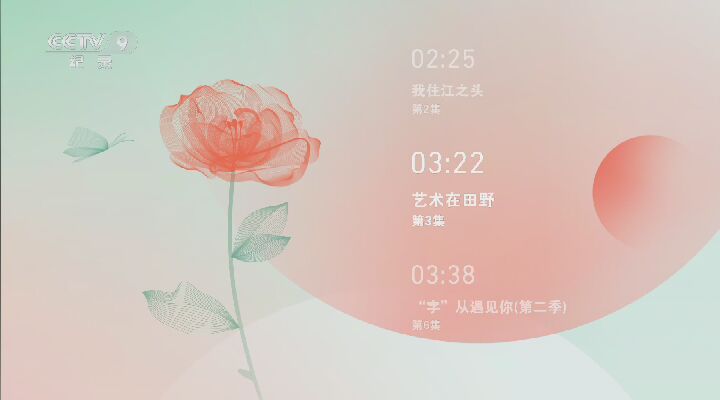 CCTV 9
纪录
02:25
我住江之头
第2集
03:22
艺术在田野
第3集
03:38
“字”从遇见你(第二季)
第6集